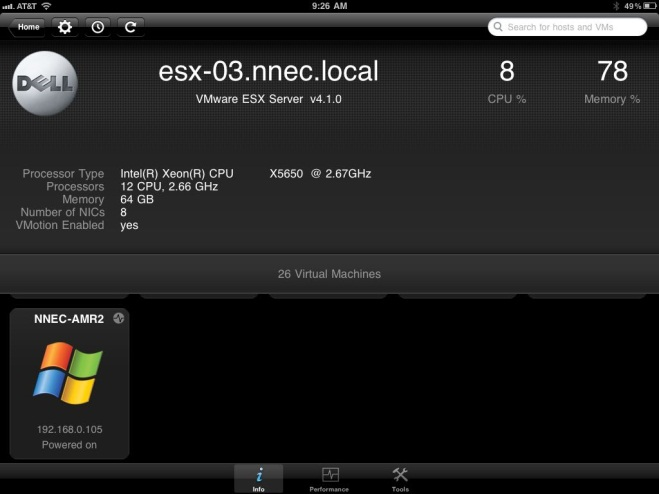 AT&T 9:26 AM 49%
Home Search for hosts and VMs
DELL esx-03.nnec.local 8 78
VMware ESX Server v4.1.0 CPU % Memory %
Processor Type Intel(R) Xeon(R) CPU X5650 @ 2.67GHz
Processors 12 CPU, 2.66 GHz
Memory 64 GB
Number of NICs 8
VMotion Enabled yes
26 Virtual Machines
NNEC-AMR2
192.168.0.105
Powered on
Info Performance Tools